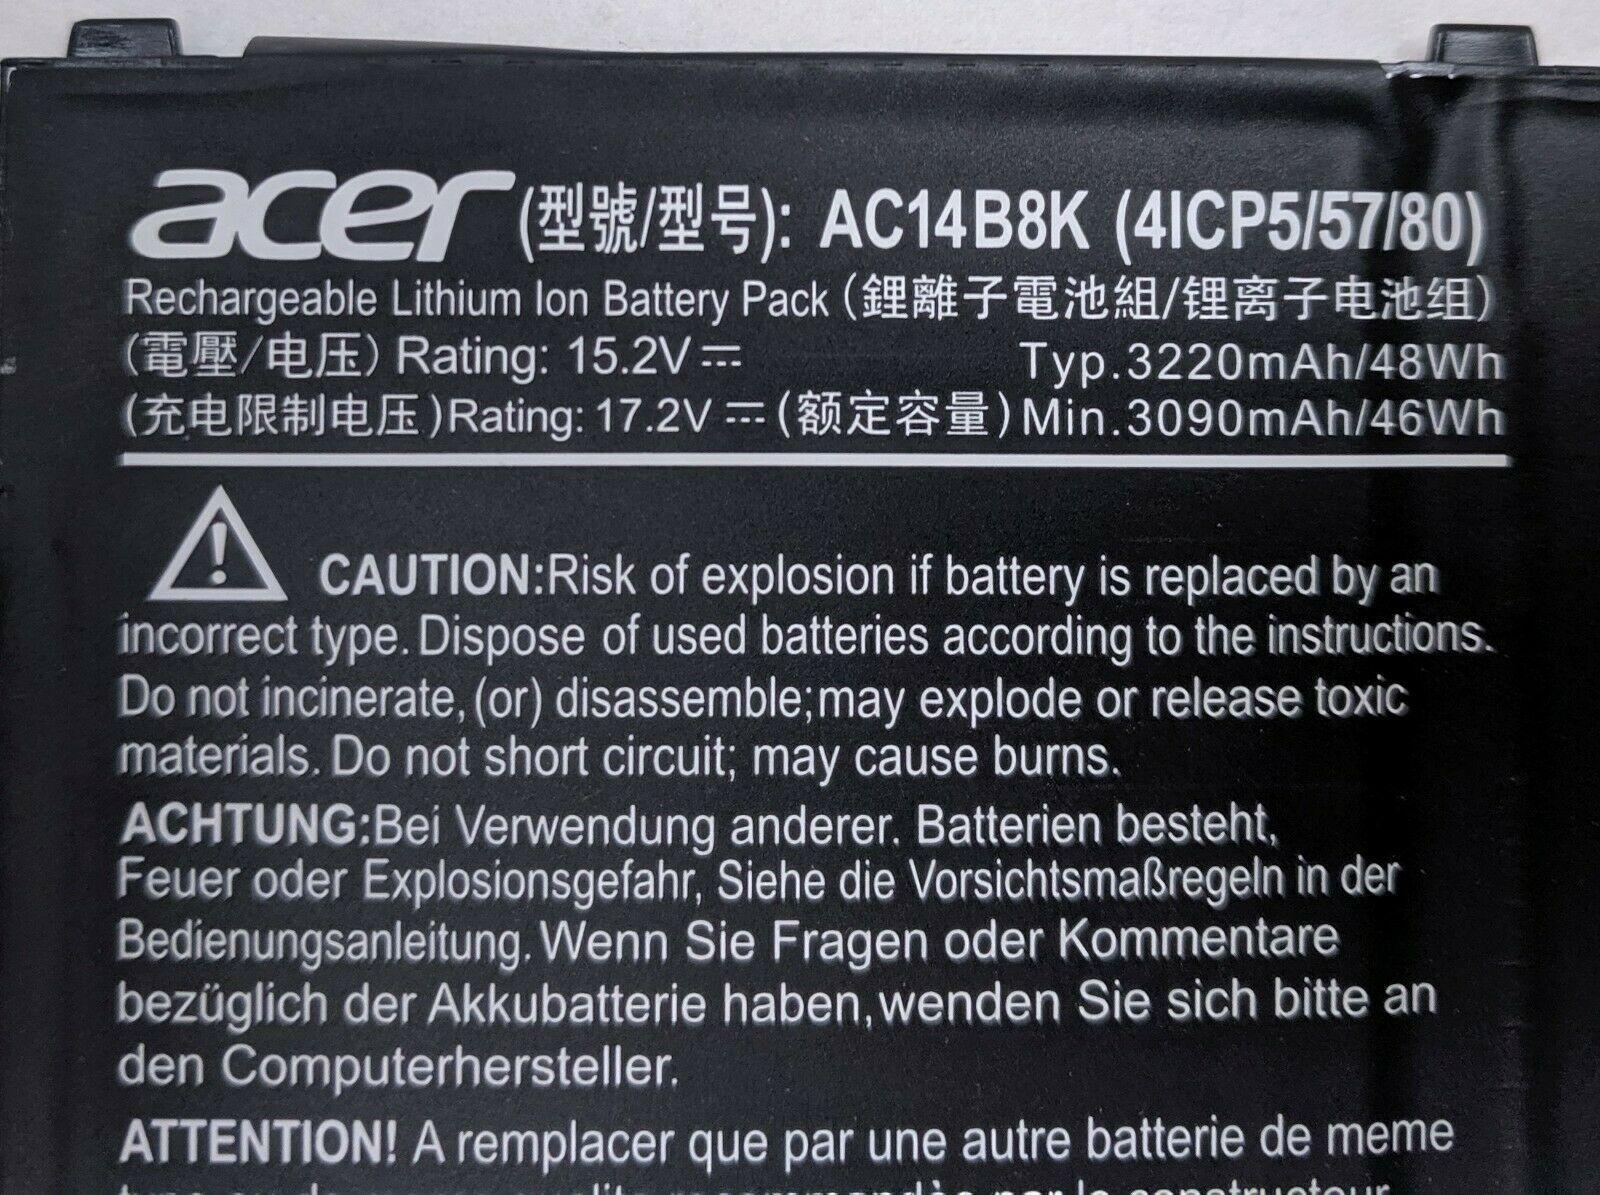 acer (型號/型号): AC14B8K (4ICP5/57/80)
Rechargeable Lithium Ion Battery Pack (鋰離子電池組/锂离子电池组)
(電壓/电压) Rating: 15.2V ⎓ Typ.3220mAh/48Wh
(充电限制电压)Rating: 17.2V ⎓ (额定容量) Min.3090mAh/46Wh
CAUTION:Risk of explosion if battery is replaced by an
incorrect type. Dispose of used batteries according to the instructions.
Do not incinerate, (or) disassemble;may explode or release toxic
materials. Do not short circuit; may cause burns.
ACHTUNG:Bei Verwendung anderer. Batterien besteht,
Feuer oder Explosionsgefahr, Siehe die Vorsichtsmaßregeln in der
Bedienungsanleitung. Wenn Sie Fragen oder Kommentare
bezüglich der Akkubatterie haben,wenden Sie sich bitte an
den Computerhersteller.
ATTENTION! A remplacer que par une autre batterie de meme
par le constructeur